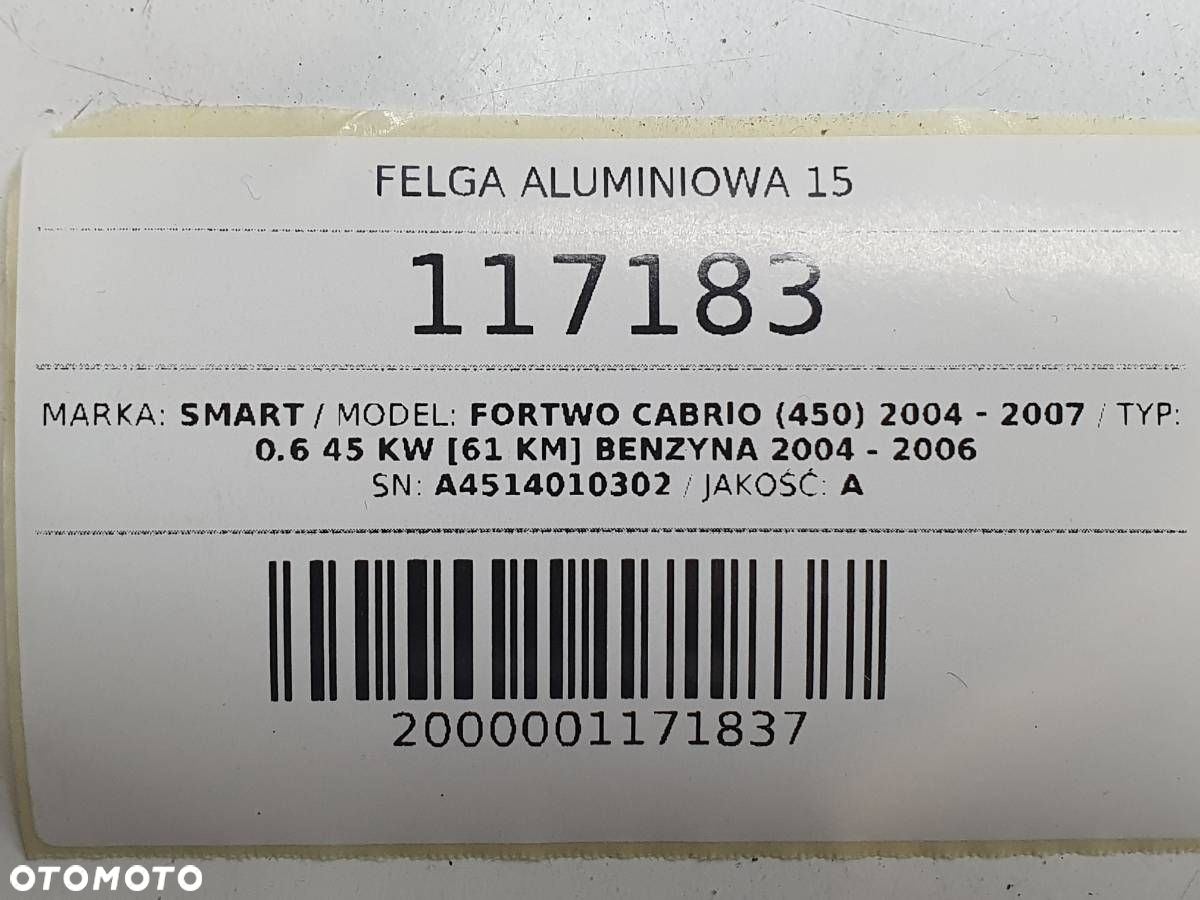 FELGA ALUMINIOWA 15
117183
MARKA: SMART / MODEL: FORTWO CABRIO (450) 2004 - 2007 / TYP:
0.6 45 KW [61 KM] BENZYNA 2004 - 2006
SN: A4514010302 / JAKOŚĆ: A
2000001171837
OTOMOTO